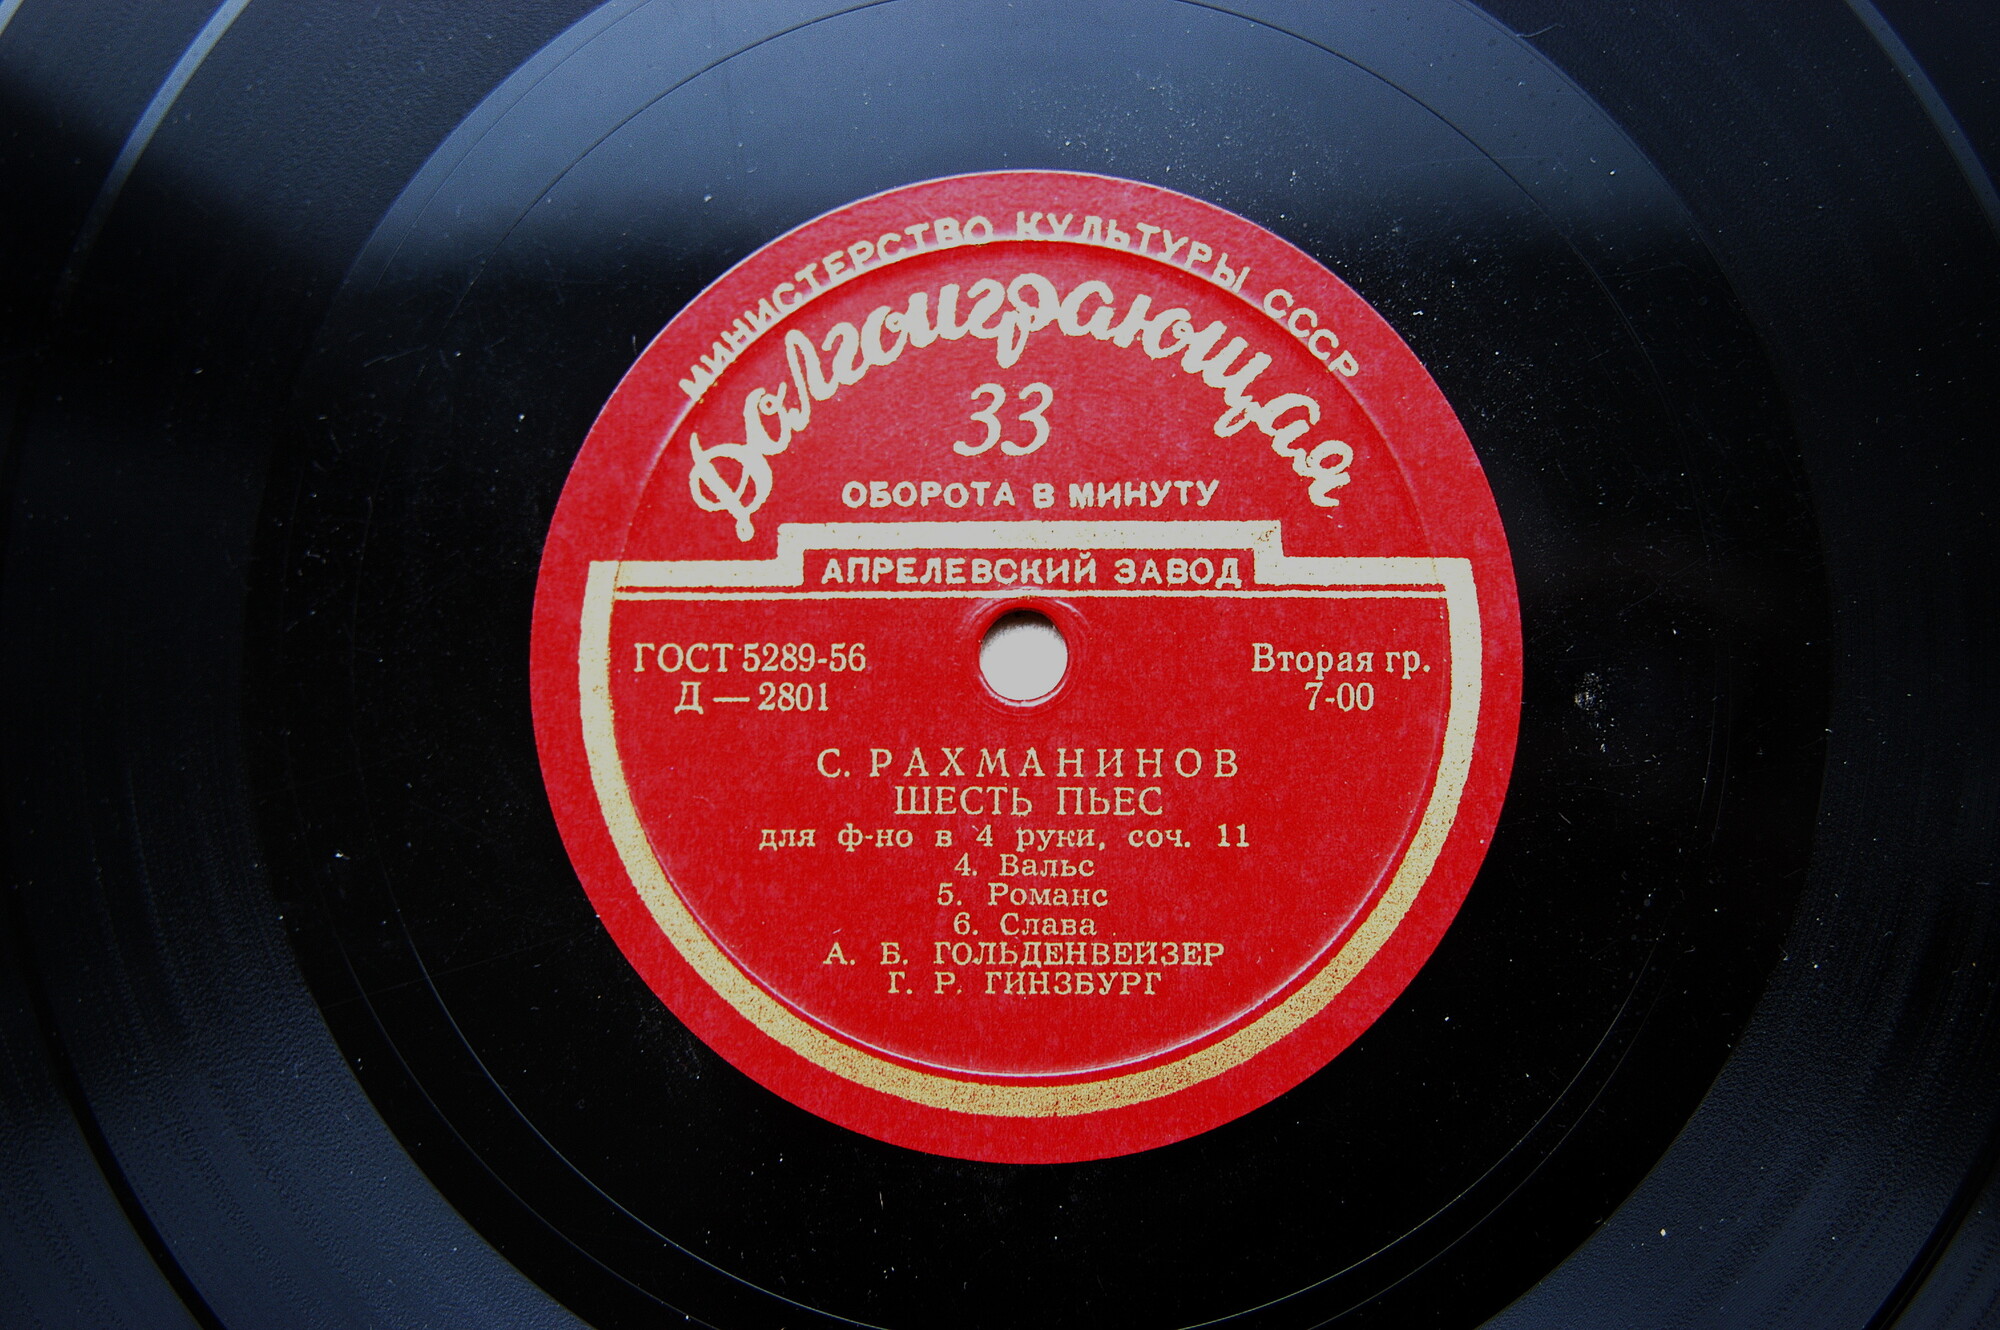 МИНИСТЕРСТВО КУЛЬТУРЫ СССР
Долгоиграющая
33
ОБОРОТА В МИНУТУ
АПРЕЛЕВСКИЙ ЗАВОД
ГОСТ 5289-56
Д — 2801
Вторая гр.
7-00
С. РАХМАНИНОВ
ШЕСТЬ ПЬЕС
для ф-но в 4 руки, соч. 11
4. Вальс
5. Романс
6. Слава
А. Б. ГОЛЬДЕНВЕЙЗЕР
Г. Р. ГИНЗБУРГ